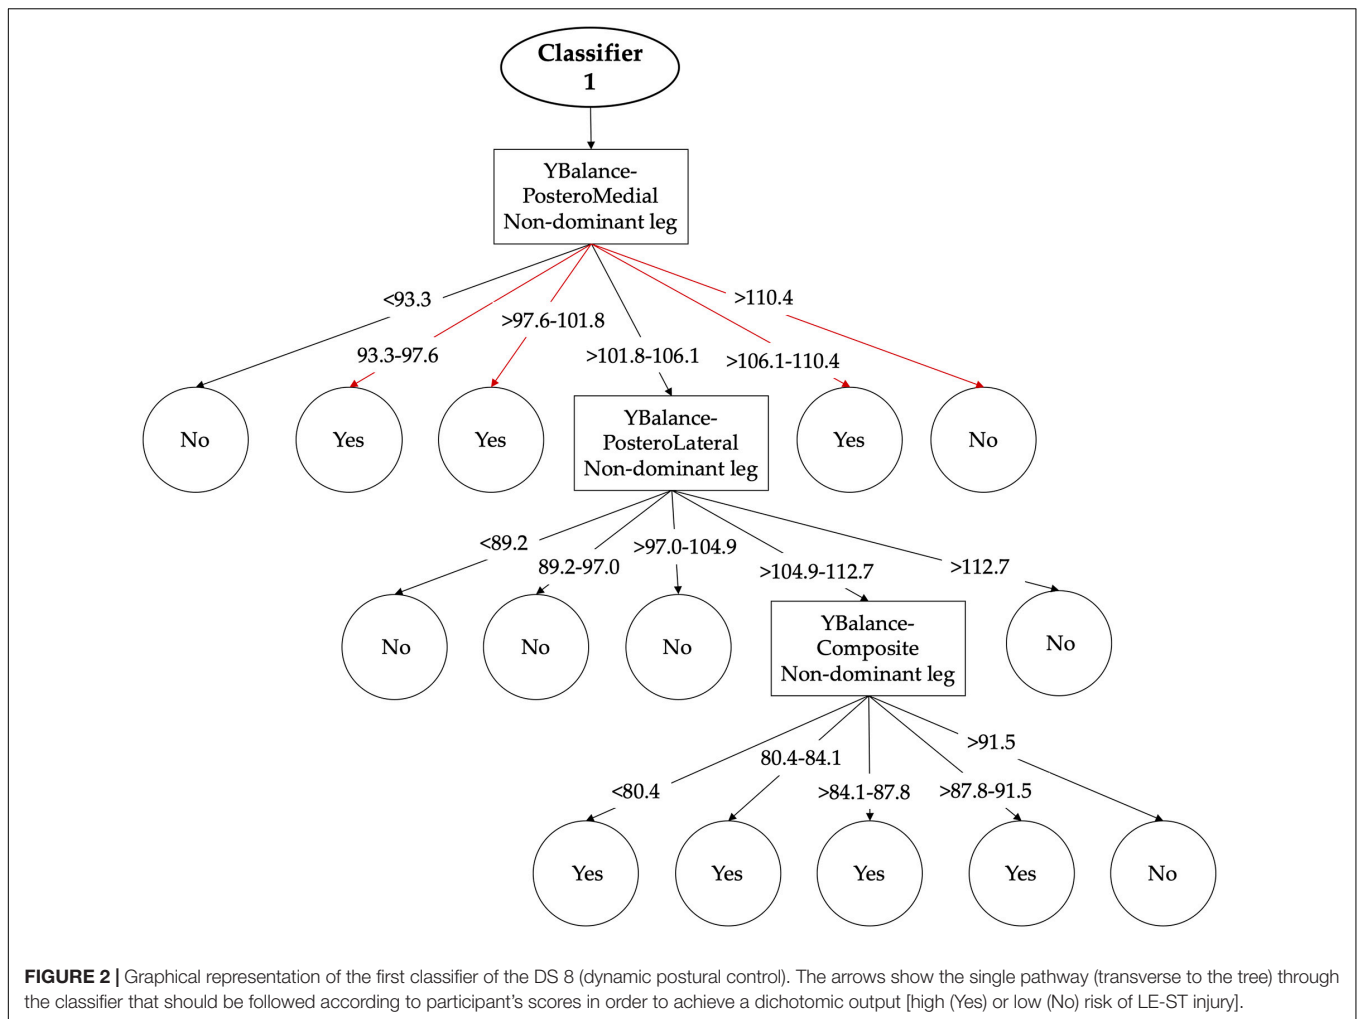 Classifier
1
YBalance-
PosteroMedial
Non-dominant leg
<93.3
93.3-97.6
>97.6-101.8
>101.8-106.1
>106.1-110.4
>110.4
No
Yes
Yes
YBalance-
PosteroLateral
Non-dominant leg
Yes
No
<89.2
89.2-97.0
>97.0-104.9
>104.9-112.7
>112.7
No
No
No
YBalance-
Composite
Non-dominant leg
No
<80.4
80.4-84.1
>84.1-87.8
>87.8-91.5
>91.5
Yes
Yes
Yes
Yes
No
FIGURE 2 | Graphical representation of the first classifier of the DS 8 (dynamic postural control). The arrows show the single pathway (transverse to the tree) through
the classifier that should be followed according to participant's scores in order to achieve a dichotomic output [high (Yes) or low (No) risk of LE-ST injury].